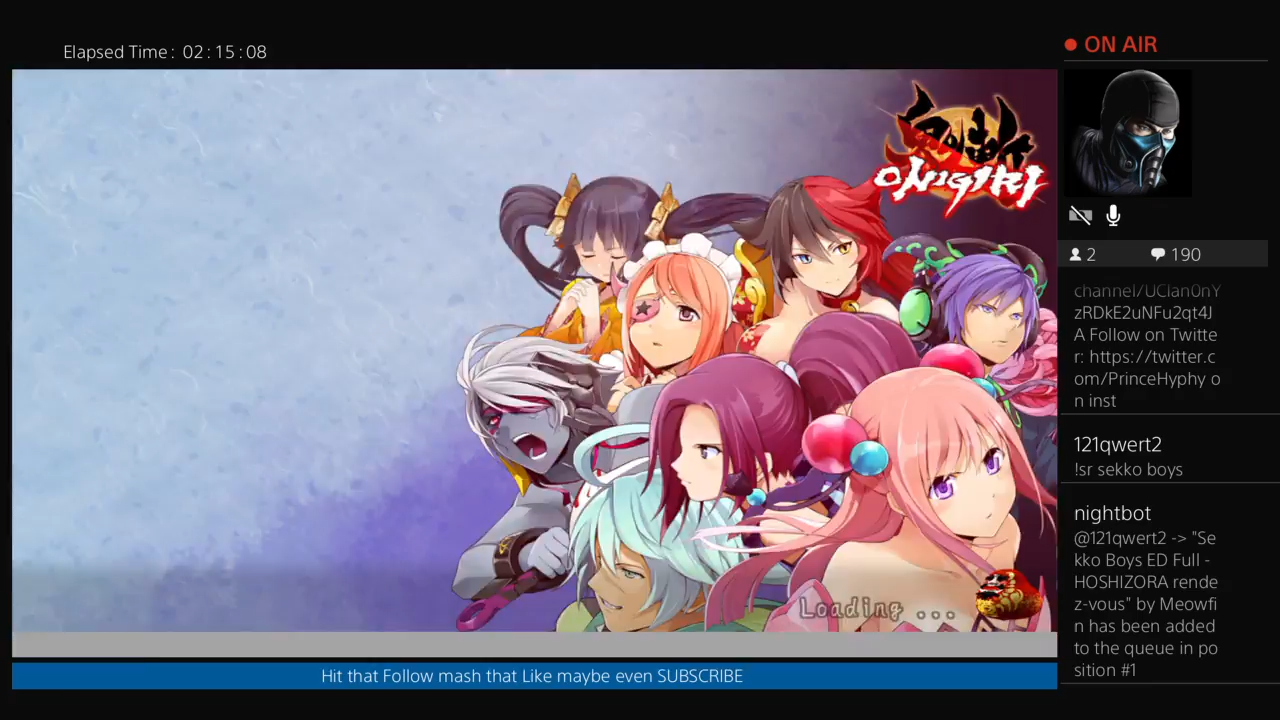 Elapsed Time: 02:15:08
ON AIR
鬼斬
ONIGIRI
2 190
channel/UClan0nY
zRDkE2uNFu2qt4J
A Follow on Twitte
r: https://twitter.c
om/PrinceHyphy o
n inst
121qwert2
!sr sekko boys
nightbot
@121qwert2 -> "Se
kko Boys ED Full -
HOSHIZORA rende
z-vous" by Meowfi
n has been added
to the queue in po
sition #1
Loading ...
Hit that Follow mash that Like maybe even SUBSCRIBE